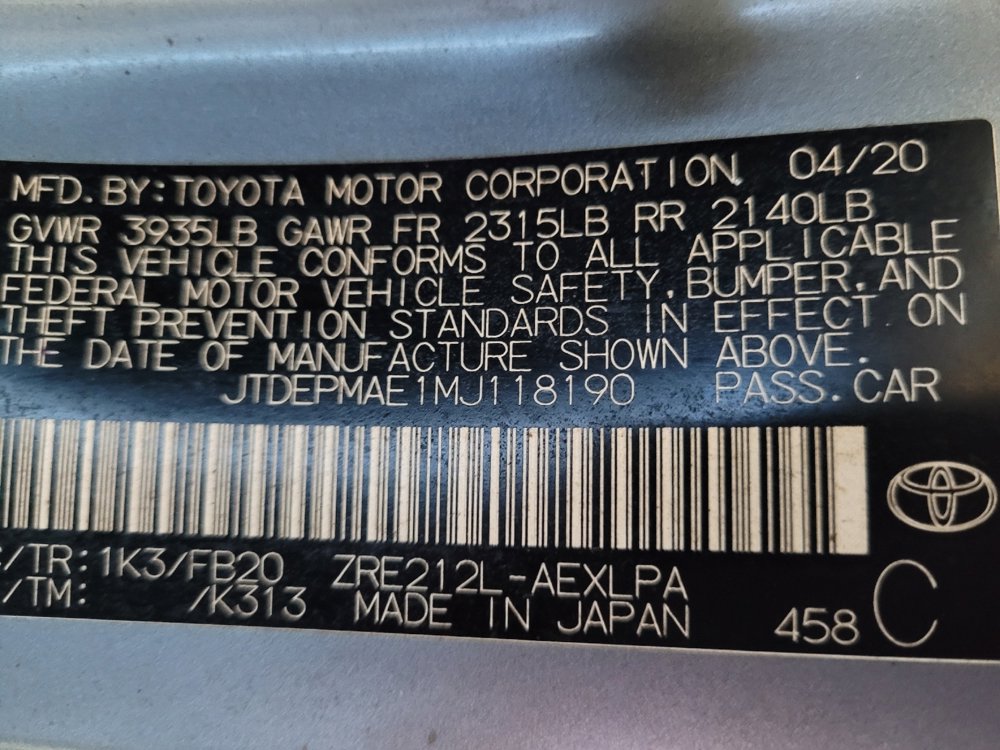 MFD. BY: TOYOTA MOTOR CORPORATION. 04/20
GVWR 3935LB GAWR FR 2315LB RR 2140LB
THIS VEHICLE CONFORMS TO ALL APPLICABLE
FEDERAL MOTOR VEHICLE SAFETY, BUMPER, AND
THEFT PREVENTION STANDARDS IN EFFECT ON
THE DATE OF MANUFACTURE SHOWN ABOVE.
JTDEPMAE1MJ118190 PASS. CAR
/TR: 1K3/FB20 ZRE212L-AEXLPA C
/TM: /K313 MADE IN JAPAN 458